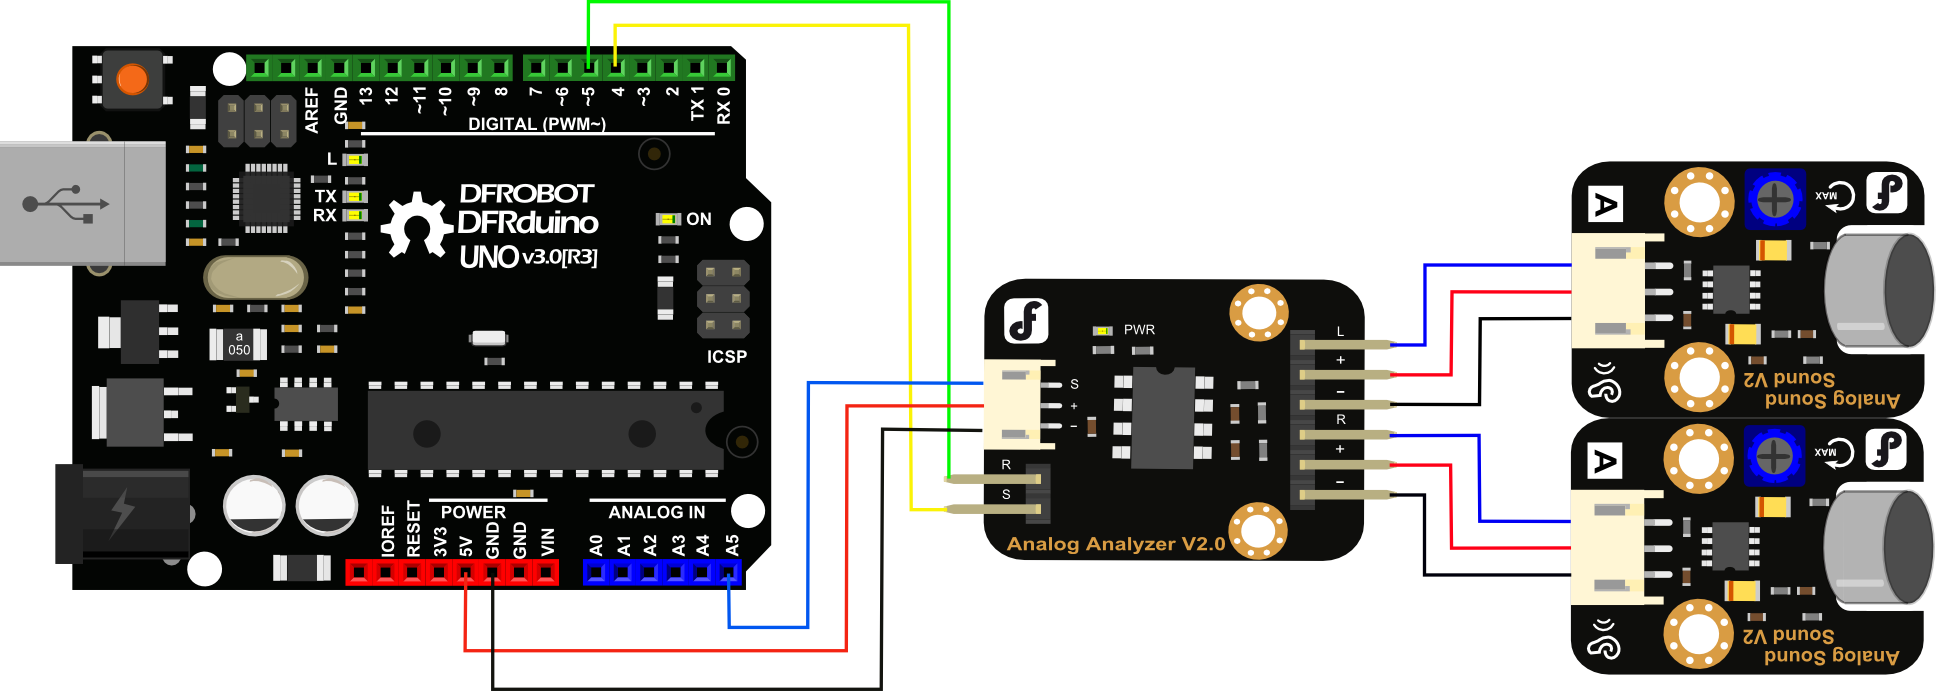 AREF
GND
13
12
~11
~10
~9
8
7
~6
~5
4
~3
2
TX 1
RX 0
DIGITAL (PWM~)
L
TX
RX
DFROBOT
DFRduino
UNO v3.0[R3]
ON
ICSP
a
050
POWER
ANALOG IN
IOREF
RESET
3V3
5V
GND
GND
VIN
A0
A1
A2
A3
A4
A5
PWR
S
+
−
R
S
L
+
−
R
+
−
Analog Analyzer V2.0
A
MAX
Analog Sound
Sound V2
A
MAX
Analog Sound
Sound V2